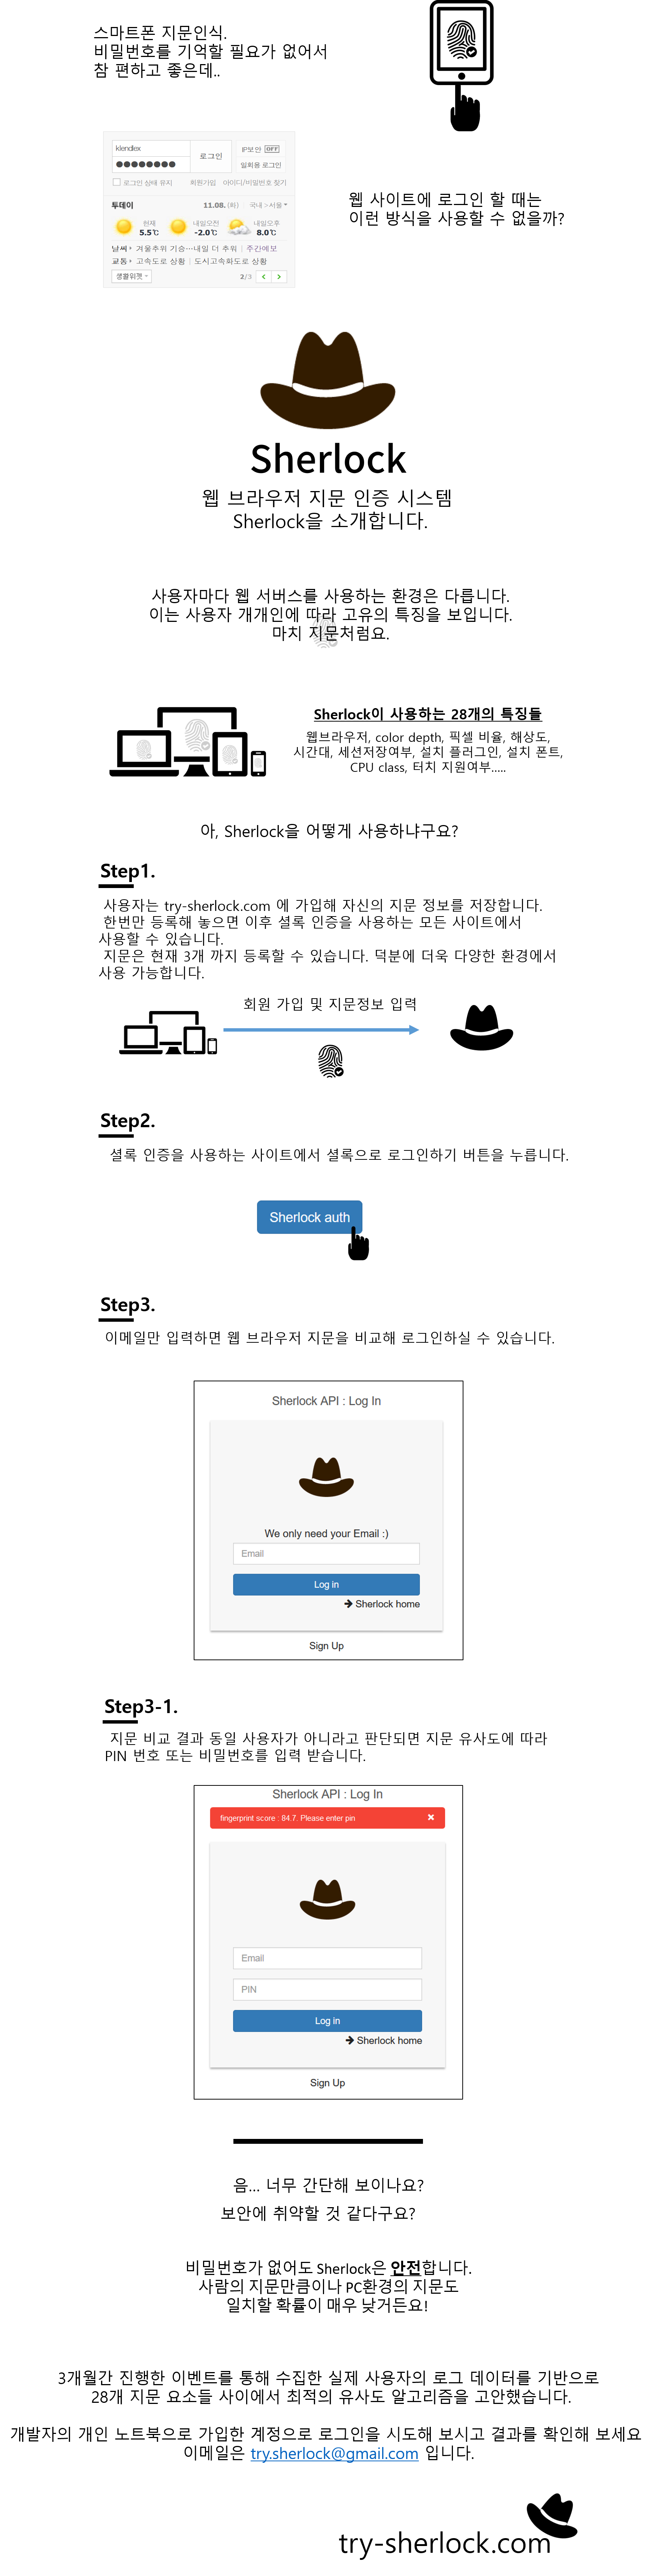 스마트폰 지문인식.
비밀번호를 기억할 필요가 없어서
참 편하고 좋은데..
klendlex
●●●●●●●●
로그인
IP보안 OFF
일회용 로그인
로그인 상태 유지 회원가입 아이디/비밀번호 찾기
투데이 11.08.(화) 국내 > 서울
현재 5.5℃ 내일오전 -2.0℃ 내일오후 8.0℃
날씨 겨울추위 기승…내일 더 추워 | 주간예보
교통 고속도로 상황 | 도시고속화도로 상황
생활위젯 2/3 < >
웹 사이트에 로그인 할 때는
이런 방식을 사용할 수 없을까?
Sherlock
웹 브라우저 지문 인증 시스템
Sherlock을 소개합니다.
사용자마다 웹 서버스를 사용하는 환경은 다릅니다.
이는 사용자 개개인에 따라 고유의 특징을 보입니다.
마치 지문처럼요.
Sherlock이 사용하는 28개의 특징들
웹브라우저, color depth, 픽셀 비율, 해상도,
시간대, 세션저장여부, 설치 플러그인, 설치 폰트,
CPU class, 터치 지원여부.....
아, Sherlock을 어떻게 사용하냐구요?
Step1.
사용자는 try-sherlock.com 에 가입해 자신의 지문 정보를 저장합니다.
한번만 등록해 놓으면 이후 셜록 인증을 사용하는 모든 사이트에서
사용할 수 있습니다.
지문은 현재 3개 까지 등록할 수 있습니다. 덕분에 더욱 다양한 환경에서
사용 가능합니다.
회원 가입 및 지문정보 입력
Step2.
셜록 인증을 사용하는 사이트에서 셜록으로 로그인하기 버튼을 누릅니다.
Sherlock auth
Step3.
이메일만 입력하면 웹 브라우저 지문을 비교해 로그인하실 수 있습니다.
Sherlock API : Log In
We only need your Email :)
Email
Log in
→ Sherlock home
Sign Up
Step3-1.
지문 비교 결과 동일 사용자가 아니라고 판단되면 지문 유사도에 따라
PIN 번호 또는 비밀번호를 입력 받습니다.
Sherlock API : Log In
fingerprint score : 84.7. Please enter pin ✖
Email
PIN
Log in
→ Sherlock home
Sign Up
음... 너무 간단해 보이나요?
보안에 취약할 것 같다구요?
비밀번호가 없어도 Sherlock은 안전합니다.
사람의 지문만큼이나 PC환경의 지문도
일치할 확률이 매우 낮거든요!
3개월간 진행한 이벤트를 통해 수집한 실제 사용자의 로그 데이터를 기반으로
28개 지문 요소들 사이에서 최적의 유사도 알고리즘을 고안했습니다.
개발자의 개인 노트북으로 가입한 계정으로 로그인을 시도해 보시고 결과를 확인해 보세요
이메일은 try.sherlock@gmail.com 입니다.
try-sherlock.com